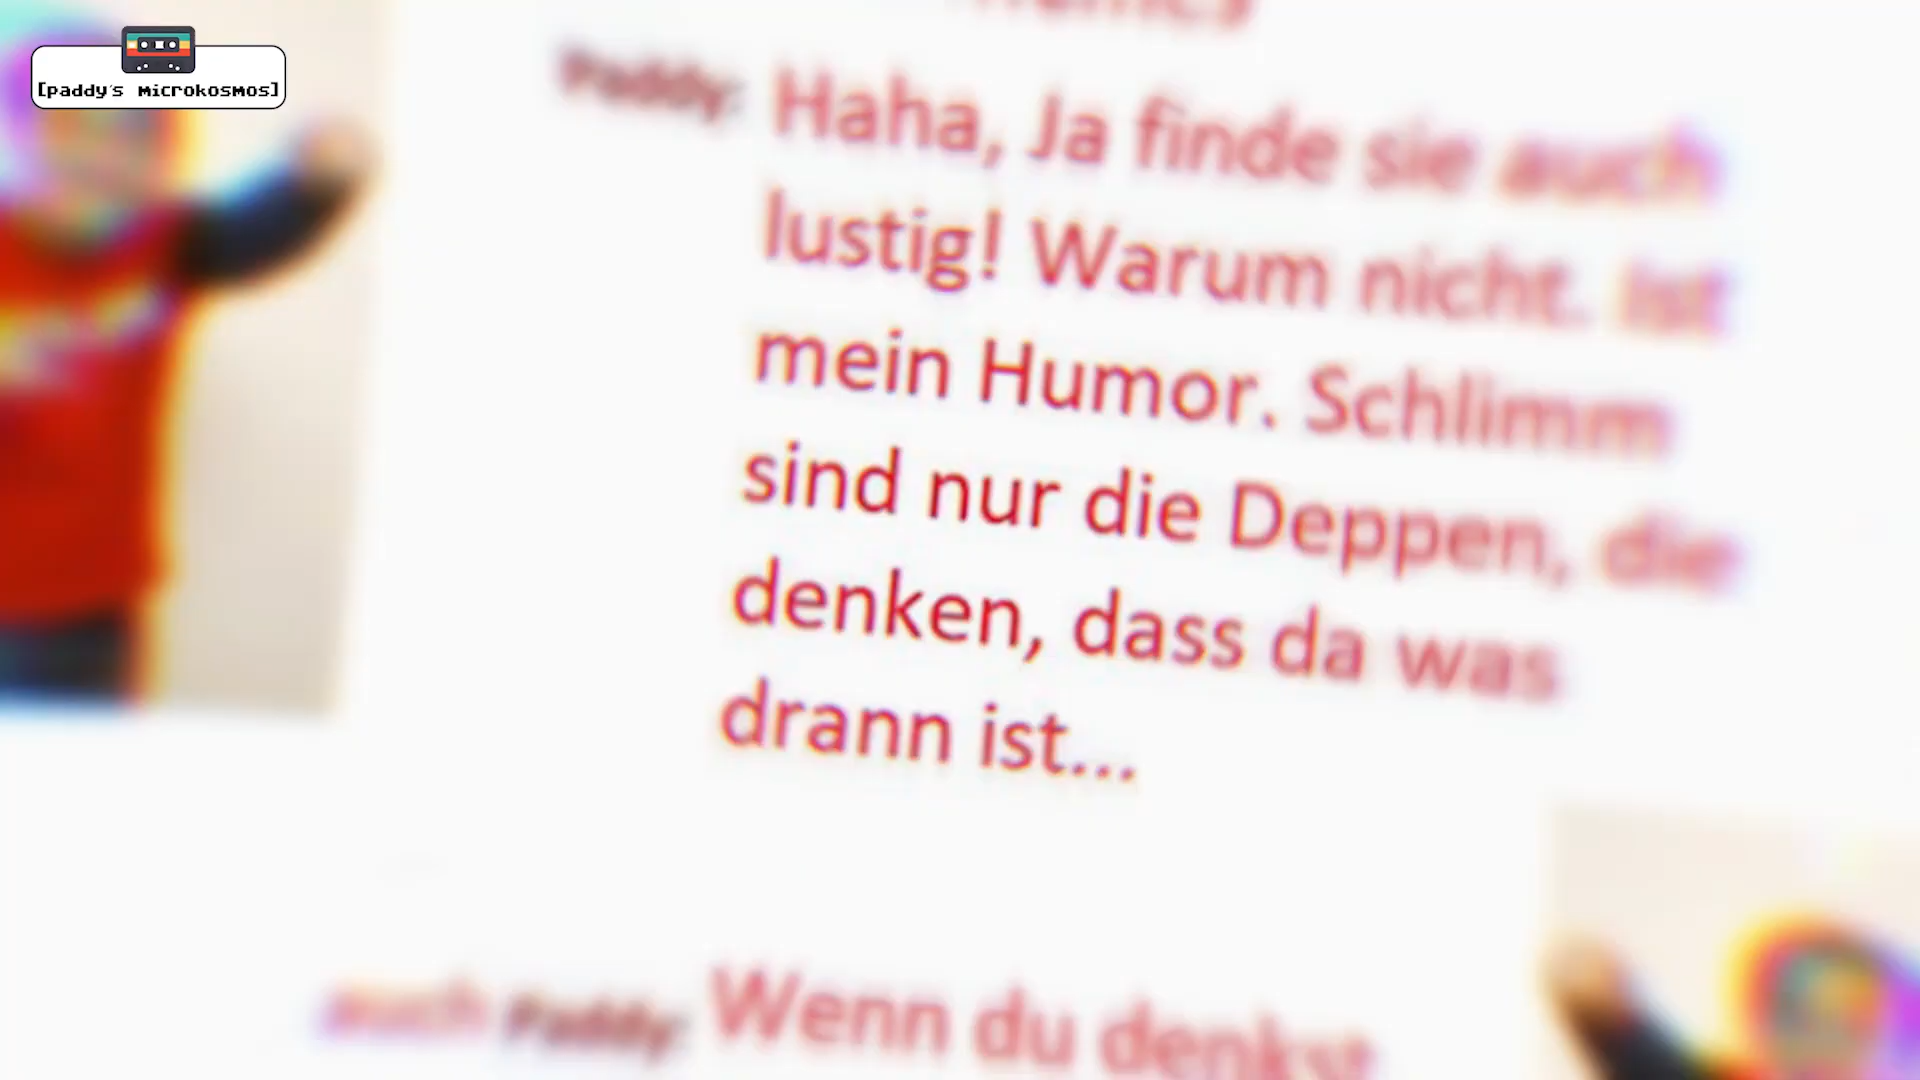 [paddy's microkosmos]
Paddy: Haha, Ja finde sie auch
lustig! Warum nicht. Ist
mein Humor. Schlimm
sind nur die Deppen, die
denken, dass da was
drann ist...
auch Paddy: Wenn du denkst